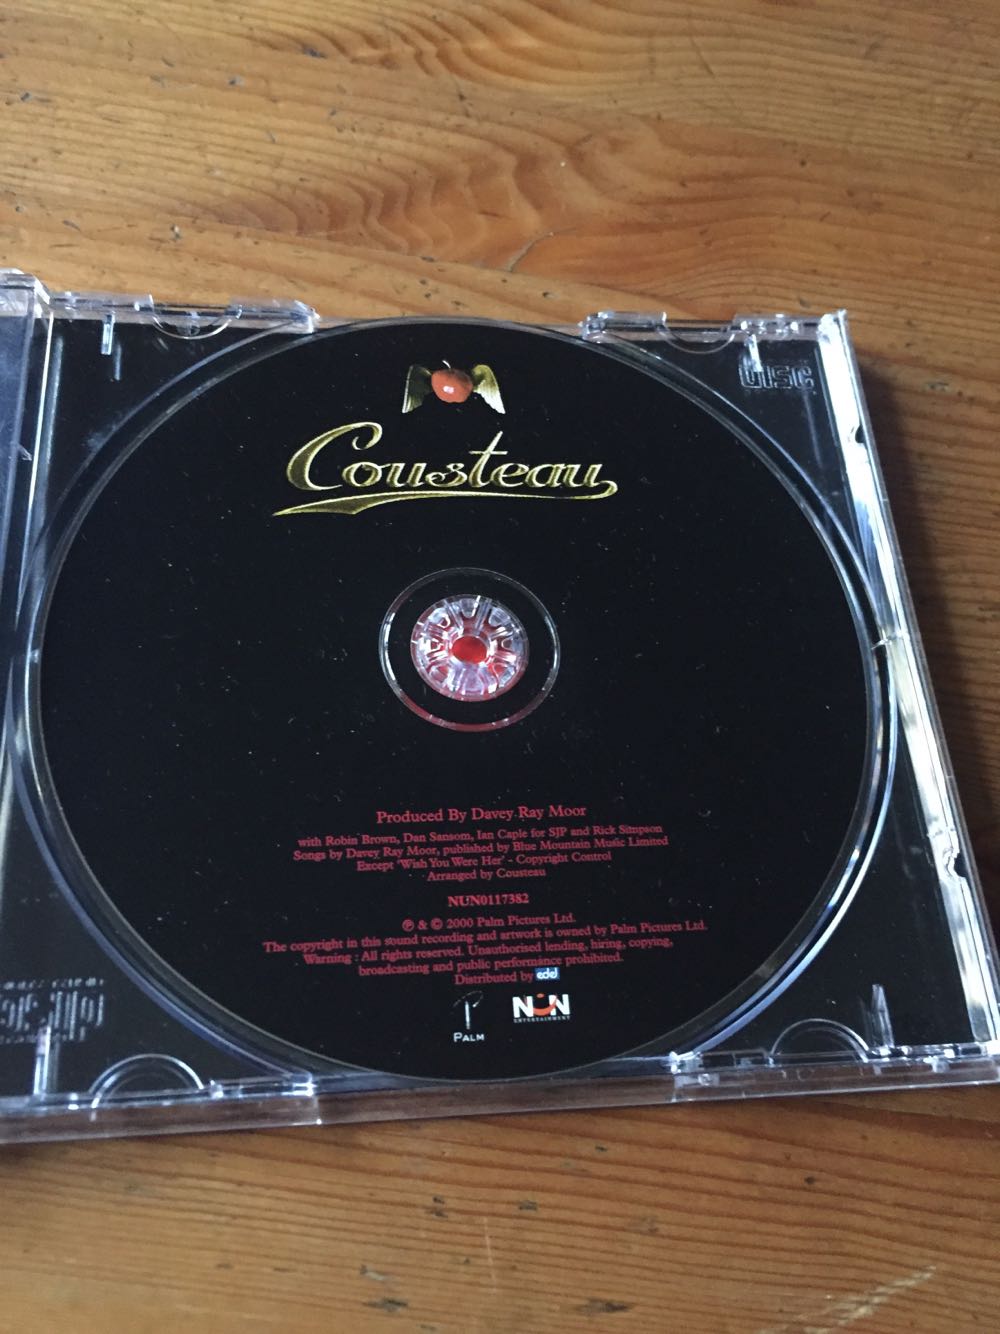 DISC
Cousteau
Produced By Davey Ray Moor
with Robin Brown, Dan Sansom, Ian Caple for SJP and Rick Simpson
Songs by Davey Ray Moor, published by Blue Mountain Music Limited
Except 'Wish You Were Her' - Copyright Control
Arranged by Cousteau
NUN0117382
℗ & © 2000 Palm Pictures Ltd.
The copyright in this sound recording and artwork is owned by Palm Pictures Ltd.
Warning : All rights reserved. Unauthorised lending, hiring, copying,
broadcasting and public performance prohibited.
Distributed by edel
PALM
NUN
ENTERTAINMENT